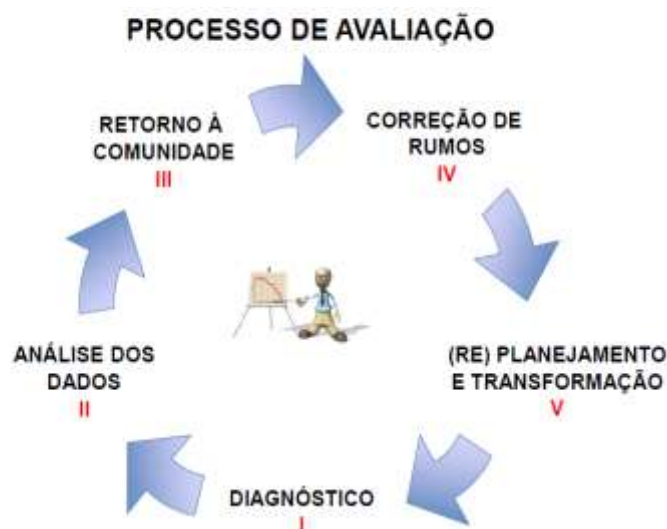 PROCESSO DE AVALIAÇÃO
RETORNO À
COMUNIDADE
III
CORREÇÃO DE
RUMOS
IV
ANÁLISE DOS
DADOS
II
(RE) PLANEJAMENTO
E TRANSFORMAÇÃO
V
DIAGNÓSTICO
I